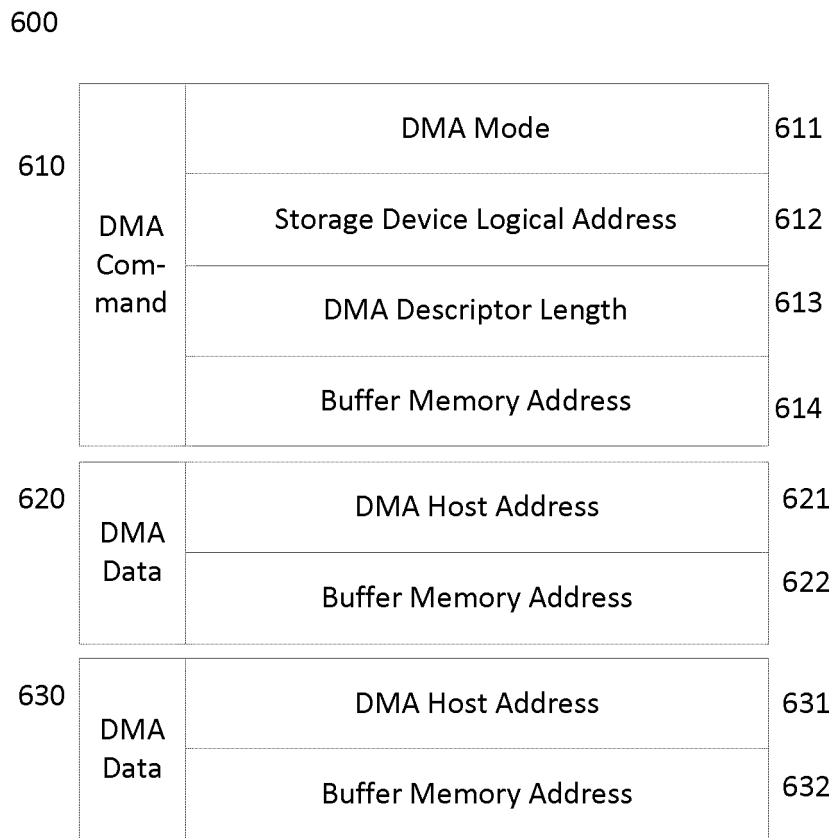 600
610
DMA
Com-
mand
DMA Mode
611
Storage Device Logical Address
612
DMA Descriptor Length
613
Buffer Memory Address
614
620
DMA
Data
DMA Host Address
621
Buffer Memory Address
622
630
DMA
Data
DMA Host Address
631
Buffer Memory Address
632